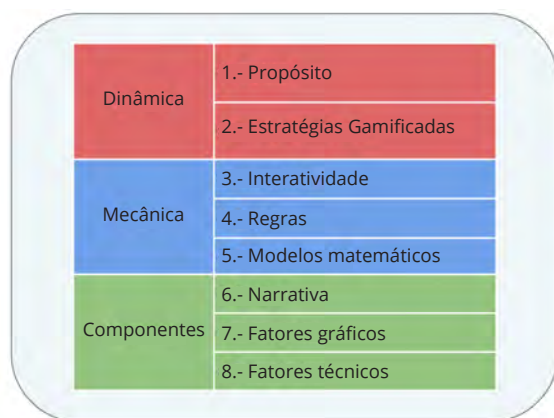 Dinâmica
1.- Propósito
2.- Estratégias Gamificadas
Mecânica
3.- Interatividade
4.- Regras
5.- Modelos matemáticos
Componentes
6.- Narrativa
7.- Fatores gráficos
8.- Fatores técnicos